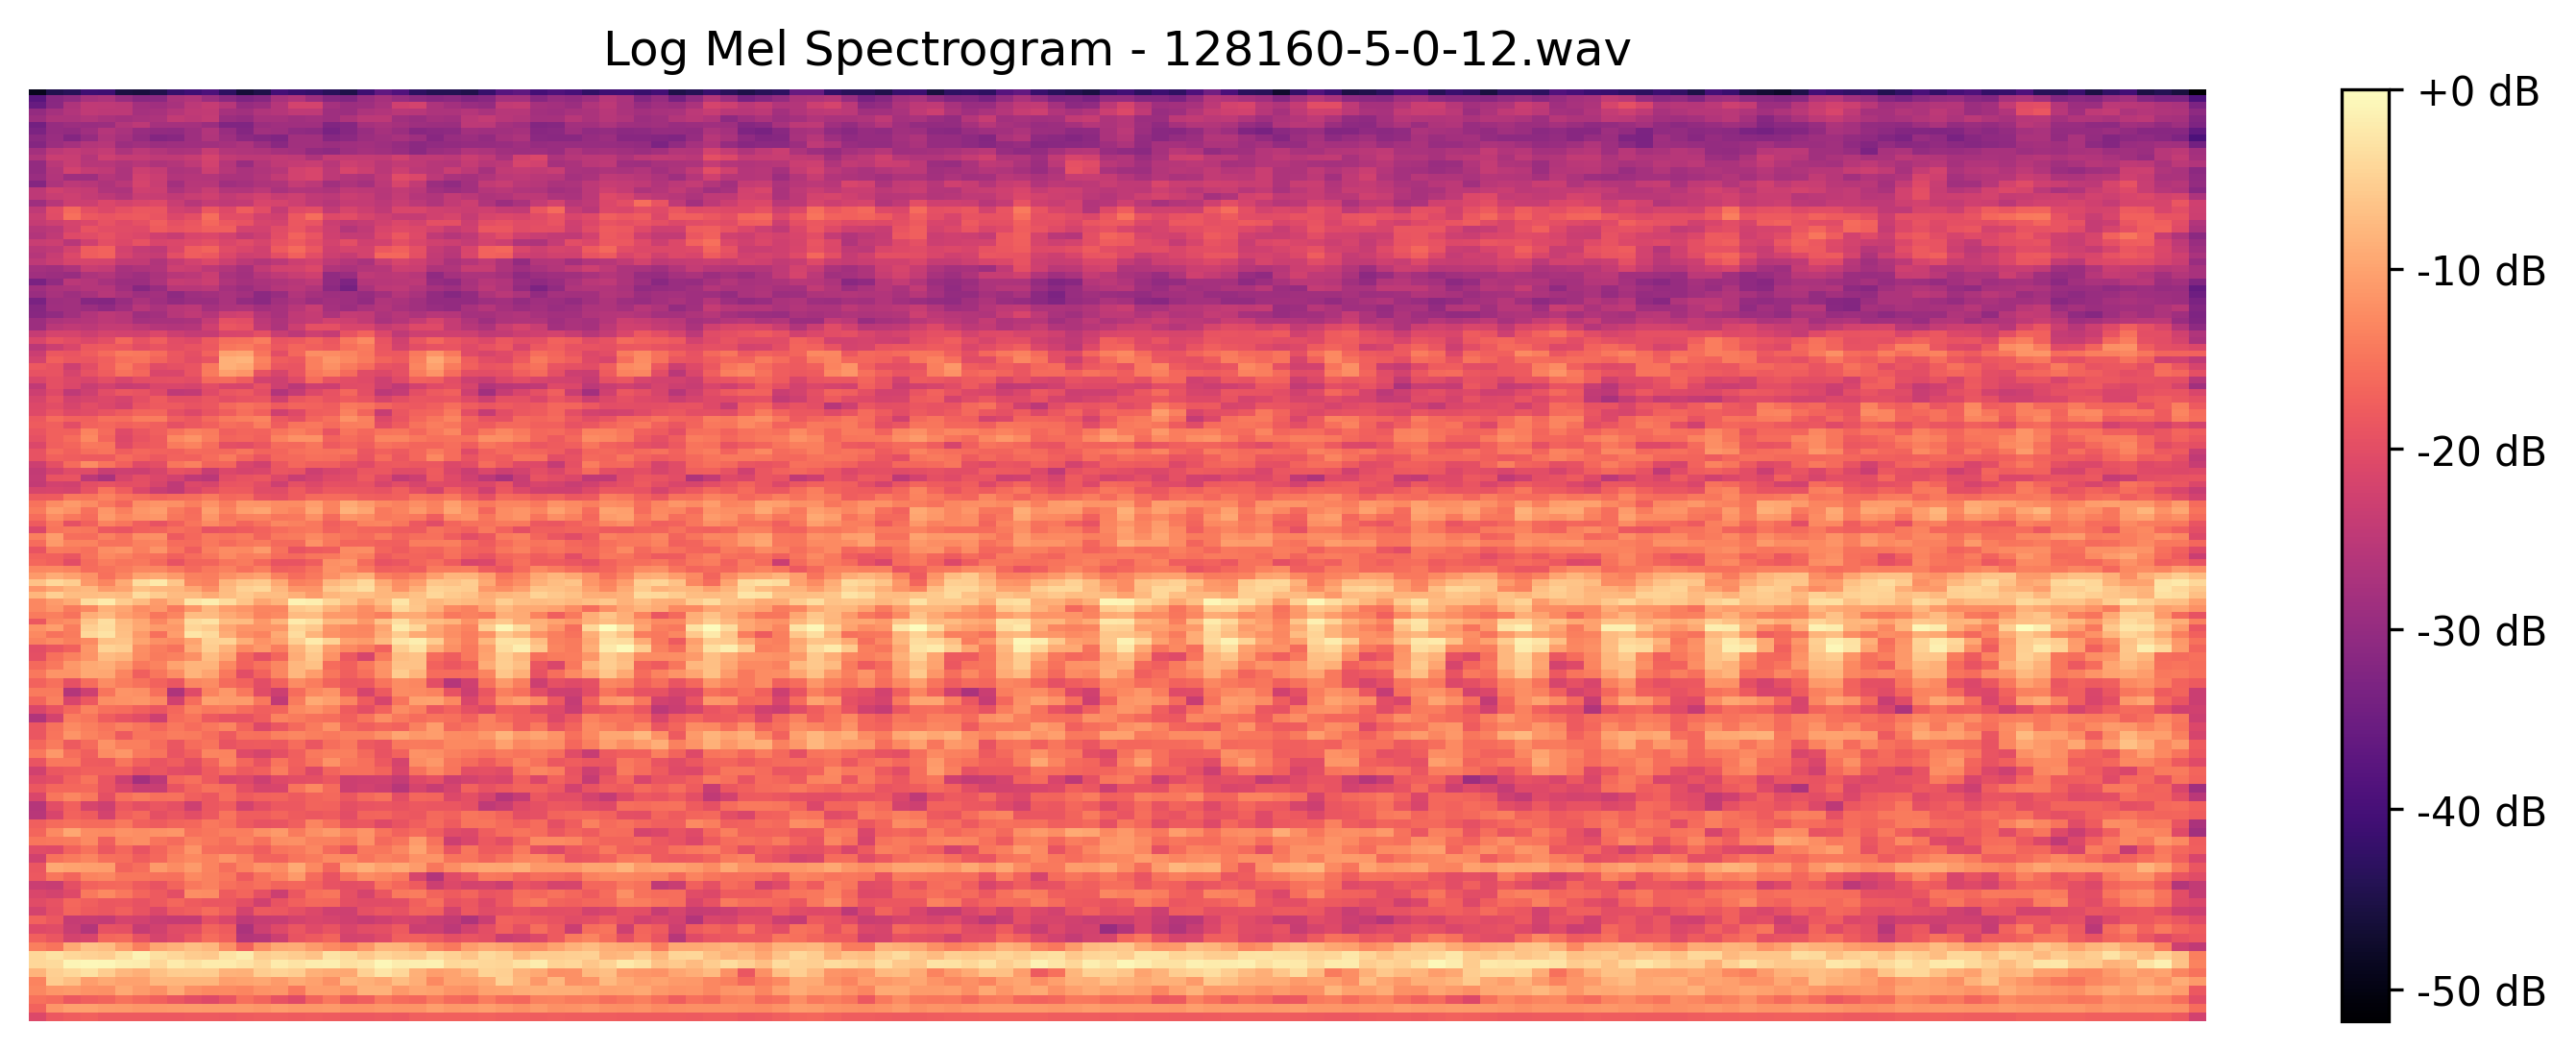 Log Mel Spectrogram - 128160-5-0-12.wav
+0 dB
-10 dB
-20 dB
-30 dB
-40 dB
-50 dB